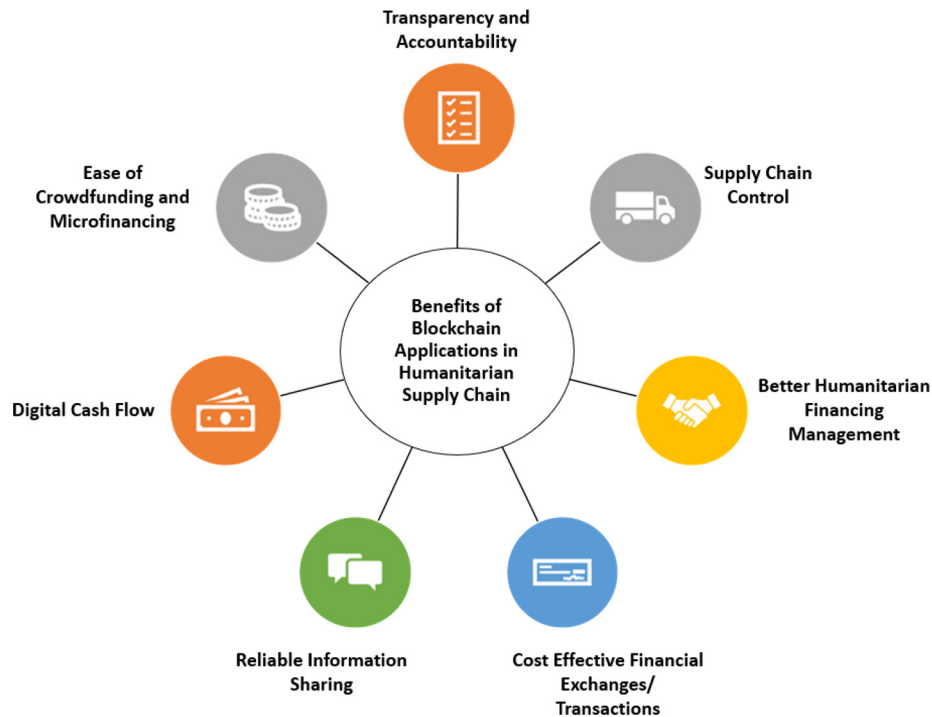 Transparency and
Accountability
Supply Chain
Control
Better Humanitarian
Financing
Management
Cost Effective Financial
Exchanges/
Transactions
Reliable Information
Sharing
Digital Cash Flow
Ease of
Crowdfunding and
Microfinancing
Benefits of
Blockchain
Applications in
Humanitarian
Supply Chain